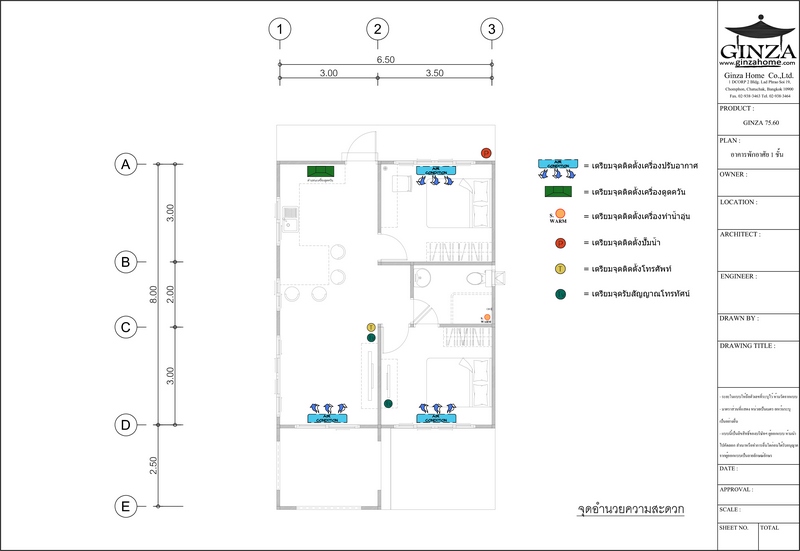 1
2
3
6.50
3.00
3.50
A
B
C
D
E
3.00
2.00
3.00
8.00
2.50
AIR
CONDITION
P
T
S.
WARM
AIR
CONDITION
AIR
CONDITION
AIR
CONDITION
= เตรียมจุดติดตั้งเครื่องปรับอากาศ
= เตรียมจุดติดตั้งเครื่องดูดควัน
S.
WARM
= เตรียมจุดติดตั้งเครื่องทำน้ำอุ่น
P
= เตรียมจุดติดตั้งปั๊มน้ำ
T
= เตรียมจุดติดตั้งโทรศัพท์
= เตรียมจุดรับสัญญาณโทรทัศน์
จุดอำนวยความสะดวก
GINZA
www.ginzahome.com
Ginza Home Co.,Ltd.
1 DCORP 2 Bldg, Lad Phrao Soi 19,
Chomphon, Chatuchak, Bangkok 10900
Fax. 02-938-3463 Tel. 02-938-3464
PRODUCT :
GINZA 75.60
PLAN :
อาคารพักอาศัย 1 ชั้น
OWNER :
LOCATION :
ARCHITECT :
ENGINEER :
DRAWN BY :
DRAWING TITLE :
DATE :
APPROVAL :
SCALE :
SHEET NO.
TOTAL